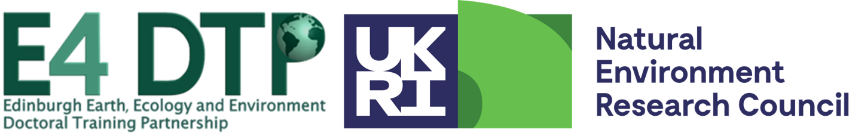 E4 DTP
Edinburgh Earth, Ecology and Environment
Doctoral Training Partnership
UK
RI
Natural
Environment
Research Council